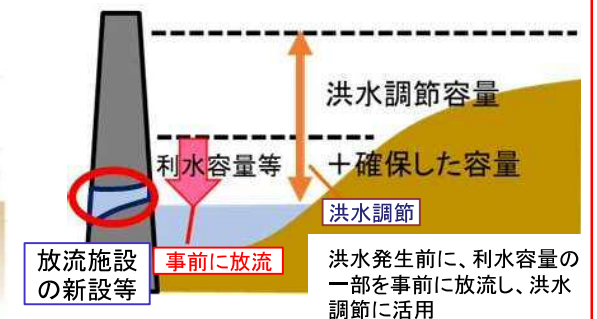 洪水調節容量
利水容量等
＋確保した容量
洪水調節
放流施設
の新設等
事前に放流
洪水発生前に、利水容量の
一部を事前に放流し、洪水
調節に活用